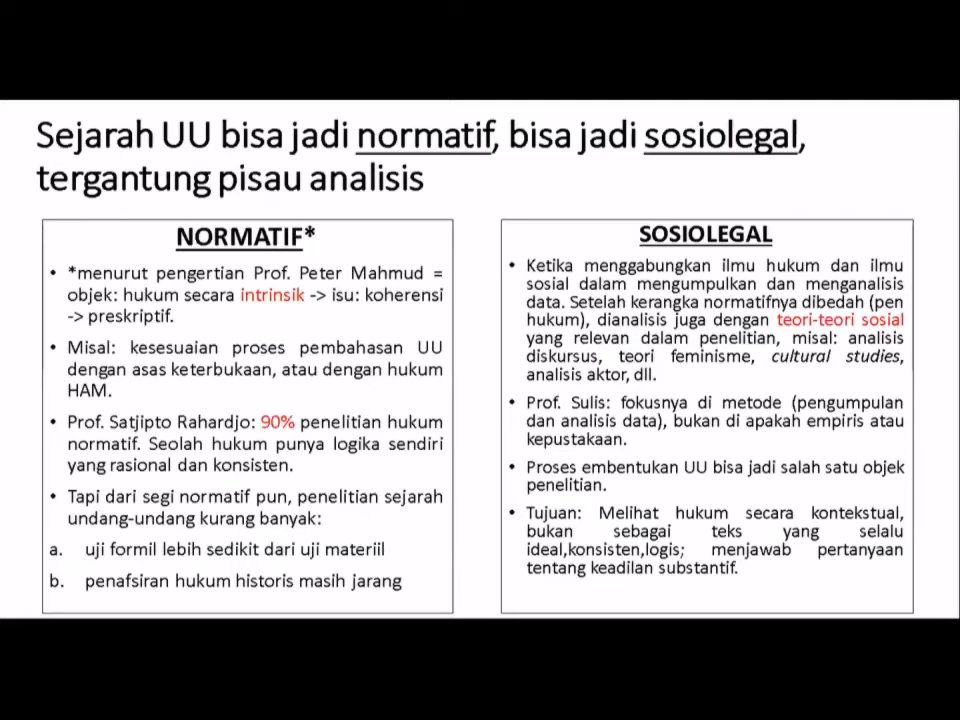 Sejarah UU bisa jadi normatif, bisa jadi sosiolegal,
tergantung pisau analisis
NORMATIF*
• *menurut pengertian Prof. Peter Mahmud =
objek: hukum secara intrinsik -> isu: koherensi
-> preskriptif.
• Misal: kesesuaian proses pembahasan UU
dengan asas keterbukaan, atau dengan hukum
HAM.
• Prof. Satjipto Rahardjo: 90% penelitian hukum
normatif. Seolah hukum punya logika sendiri
yang rasional dan konsisten.
• Tapi dari segi normatif pun, penelitian sejarah
undang-undang kurang banyak:
a. uji formil lebih sedikit dari uji materiil
b. penafsiran hukum historis masih jarang
SOSIOLEGAL
• Ketika menggabungkan ilmu hukum dan ilmu
sosial dalam mengumpulkan dan menganalisis
data. Setelah kerangka normatifnya dibedah (pen
hukum), dianalisis juga dengan teori-teori sosial
yang relevan dalam penelitian, misal: analisis
diskursus, teori feminisme, cultural studies,
analisis aktor, dll.
• Prof. Sulis: fokusnya di metode (pengumpulan
dan analisis data), bukan di apakah empiris atau
kepustakaan.
• Proses embentukan UU bisa jadi salah satu objek
penelitian.
• Tujuan: Melihat hukum secara kontekstual,
bukan sebagai teks yang selalu
ideal,konsisten,logis; menjawab pertanyaan
tentang keadilan substantif.